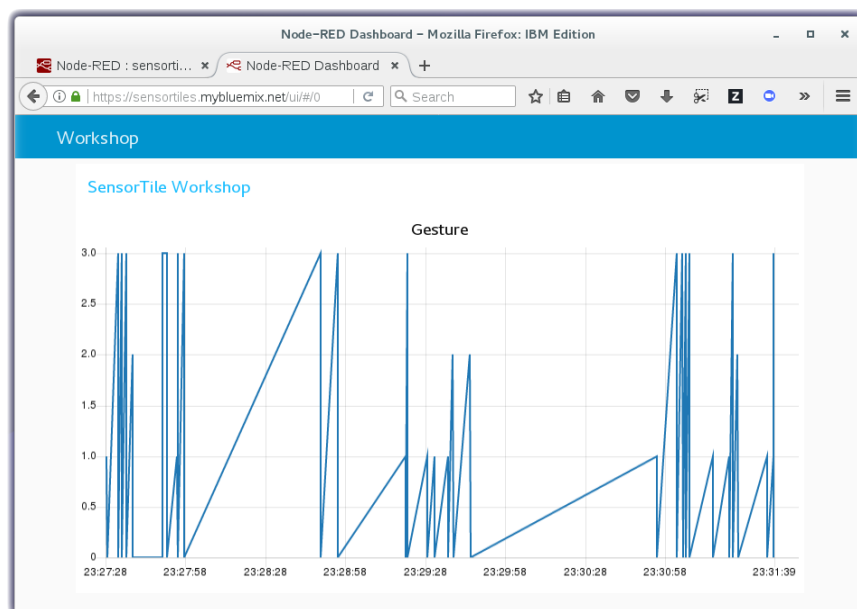 Node-RED Dashboard - Mozilla Firefox: IBM Edition
Node-RED : sensorti...
Node-RED Dashboard
https://sensortiles.mybluemix.net/ui/#/0
Search
Z
Workshop
SensorTile Workshop
Gesture
3.0
2.5
2.0
1.5
1.0
0.5
0
23:27:28 23:27:58 23:28:28 23:28:58 23:29:28 23:29:58 23:30:28 23:30:58 23:31:39